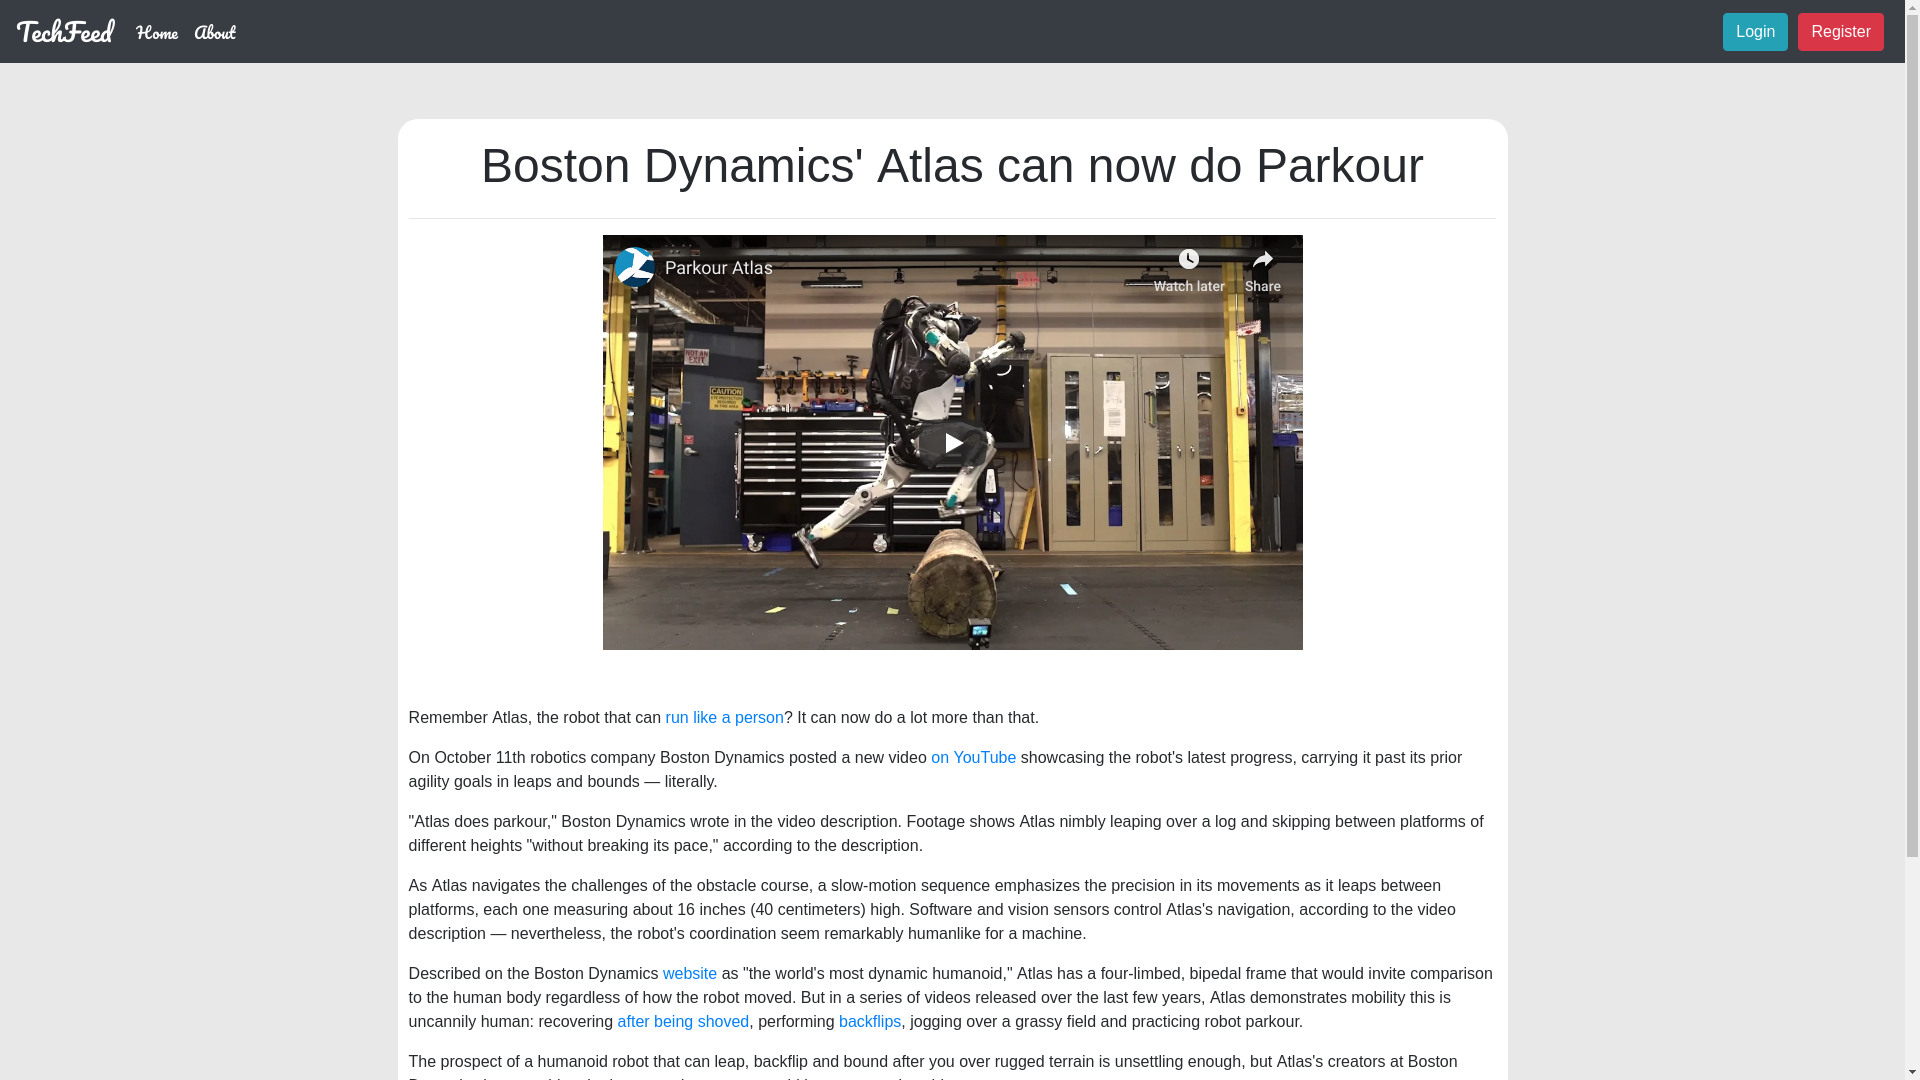 TechFeed Home About Login Register
Boston Dynamics' Atlas can now do Parkour
Parkour Atlas
Watch later Share
NOT AN EXIT
CAUTION
Remember Atlas, the robot that can run like a person? It can now do a lot more than that.
On October 11th robotics company Boston Dynamics posted a new video on YouTube showcasing the robot's latest progress, carrying it past its prior
agility goals in leaps and bounds — literally.
"Atlas does parkour," Boston Dynamics wrote in the video description. Footage shows Atlas nimbly leaping over a log and skipping between platforms of
different heights "without breaking its pace," according to the description.
As Atlas navigates the challenges of the obstacle course, a slow-motion sequence emphasizes the precision in its movements as it leaps between
platforms, each one measuring about 16 inches (40 centimeters) high. Software and vision sensors control Atlas's navigation, according to the video
description — nevertheless, the robot's coordination seem remarkably humanlike for a machine.
Described on the Boston Dynamics website as "the world's most dynamic humanoid," Atlas has a four-limbed, bipedal frame that would invite comparison
to the human body regardless of how the robot moved. But in a series of videos released over the last few years, Atlas demonstrates mobility this is
uncannily human: recovering after being shoved, performing backflips, jogging over a grassy field and practicing robot parkour.
The prospect of a humanoid robot that can leap, backflip and bound after you over rugged terrain is unsettling enough, but Atlas's creators at Boston